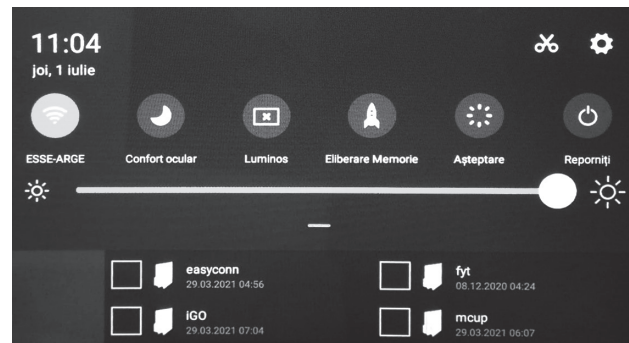 11:04
joi, 1 iulie
ESSE-ARGE
Confort ocular
Luminos
Eliberare Memorie
Așteptare
Reporniți
easyconn
29.03.2021 04:56
fyt
08.12.2020 04:24
iGO
29.03.2021 07:04
mcup
29.03.2021 06:07